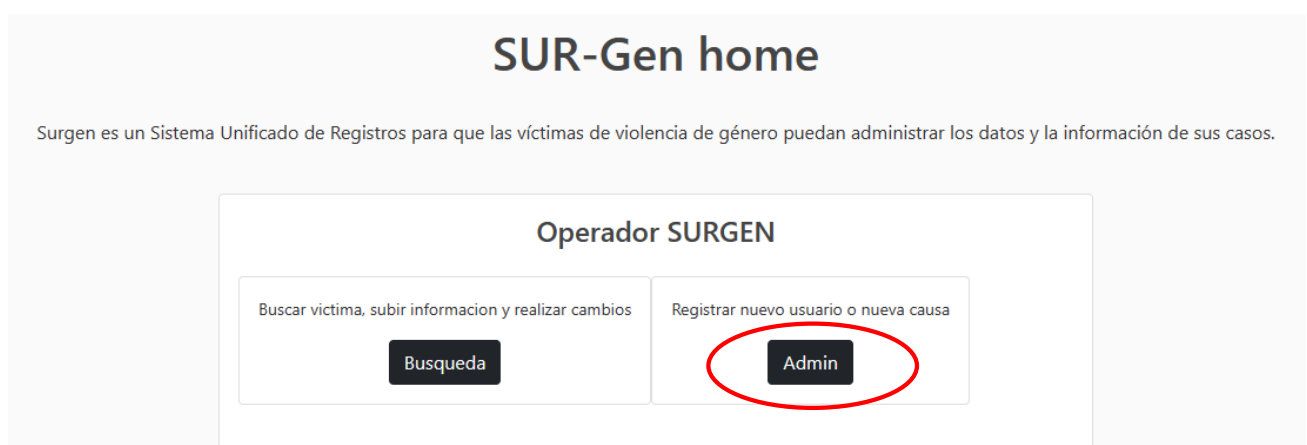 SUR-Gen home
Surgen es un Sistema Unificado de Registros para que las víctimas de violencia de género puedan administrar los datos y la información de sus casos.
Operador SURGEN
Buscar victima, subir informacion y realizar cambios
Busqueda
Registrar nuevo usuario o nueva causa
Admin